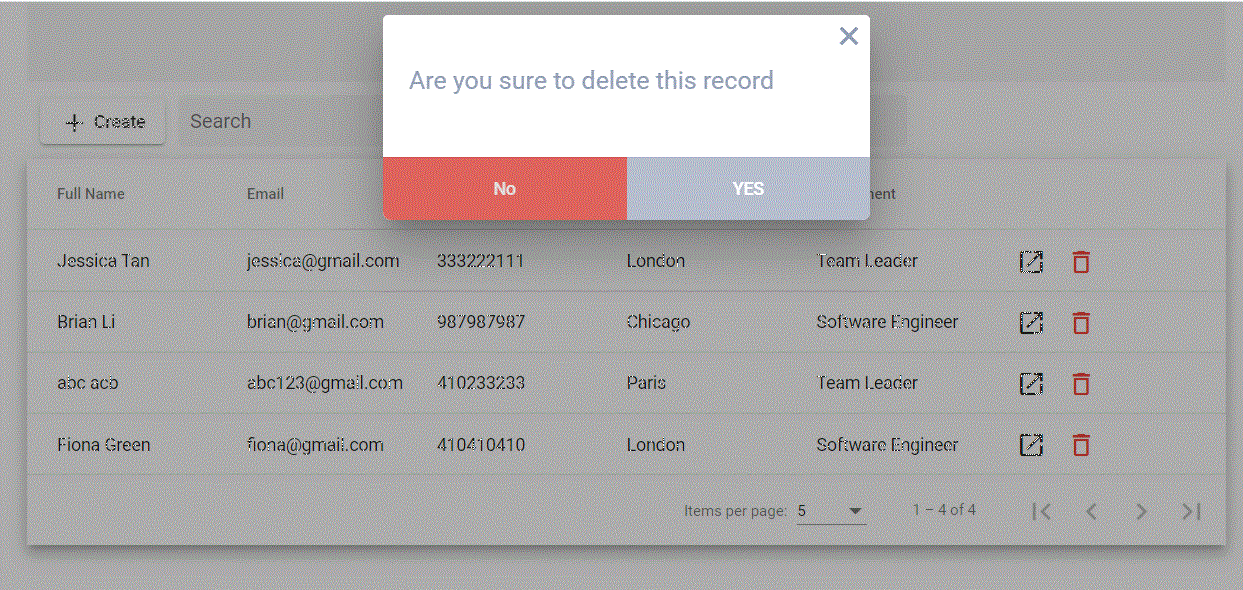 Are you sure to delete this record
No YES
Create Search
Full Name Email ment
Jessica Tan jessica@gmail.com 333222111 London Team Leader
Brian Li brian@gmail.com 987987987 Chicago Software Engineer
abc acb abc123@gmail.com 410233233 Paris Team Leader
Fiona Green fiona@gmail.com 410410410 London Software Engineer
Items per page: 5 1 – 4 of 4